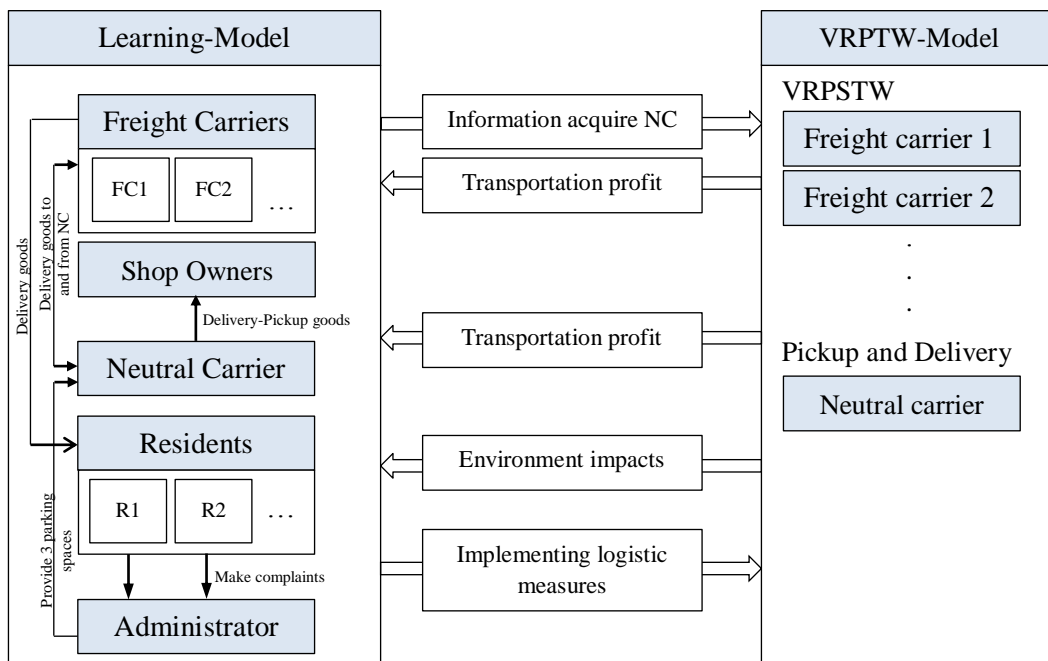 Learning-Model
Freight Carriers
FC1
FC2
...
Shop Owners
Delivery-Pickup goods
Neutral Carrier
Residents
R1
R2
...
Make complaints
Administrator
Delivery goods
Delivery goods to
and from NC
Provide 3 parking
spaces
Information acquire NC
Transportation profit
Transportation profit
Environment impacts
Implementing logistic
measures
VRPTW-Model
VRPSTW
Freight carrier 1
Freight carrier 2
.
.
.
Pickup and Delivery
Neutral carrier